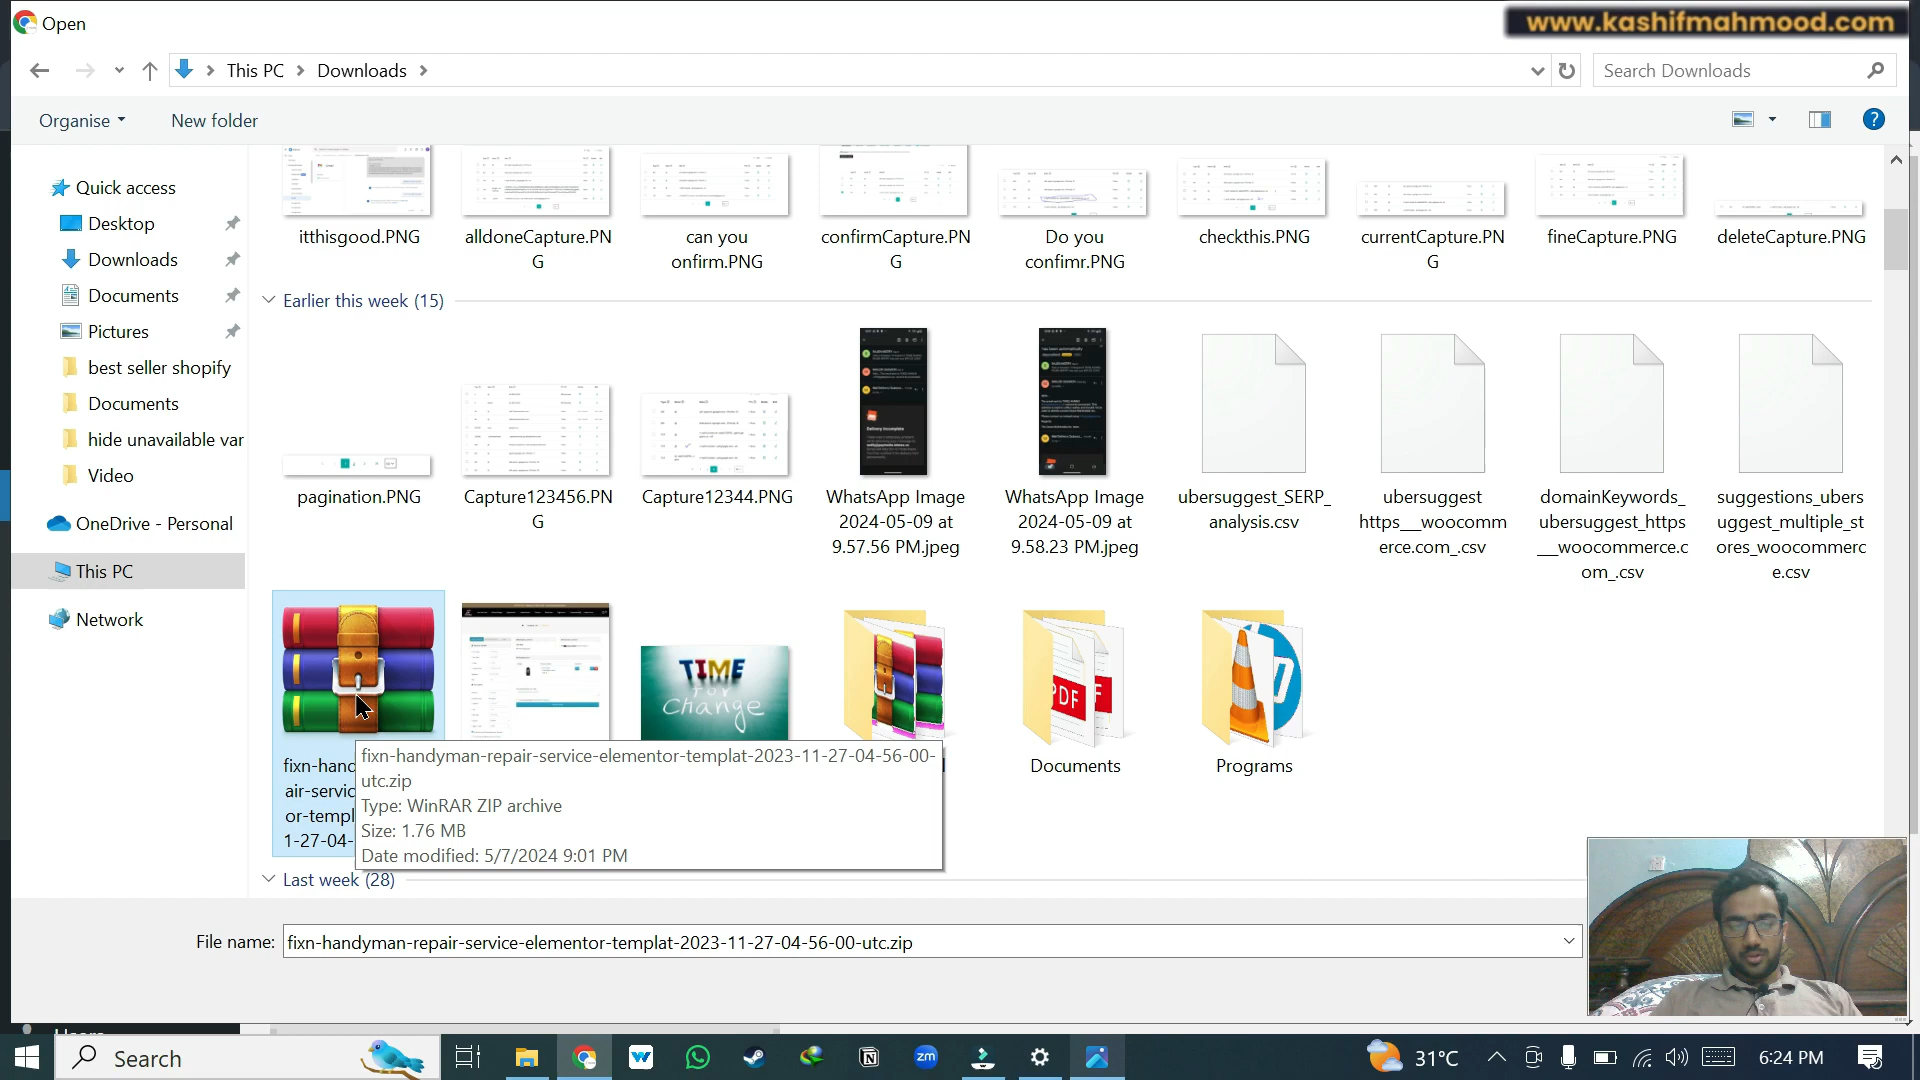 Open
www.kashifmahmood.com
This PC
Downloads
Search Downloads
Organise
New folder
?
Quick access
Desktop
Downloads
Documents
Pictures
best seller shopify
Documents
hide unavailable var
Video
OneDrive - Personal
This PC
Network
itthisgood.PNG
alldoneCapture.PN
G
can you
onfirm.PNG
confirmCapture.PN
G
Do you
confimr.PNG
checkthis.PNG
currentCapture.PN
G
fineCapture.PNG
deleteCapture.PNG
Earlier this week (15)
pagination.PNG
Capture123456.PN
G
Capture12344.PNG
WhatsApp Image
2024-05-09 at
9.57.56 PM.jpeg
WhatsApp Image
2024-05-09 at
9.58.23 PM.jpeg
ubersuggest_SERP_
analysis.csv
ubersuggest
https___woocomm
erce.com_.csv
domainKeywords_
ubersuggest_https
___woocommerce.c
om_.csv
suggestions_ubers
uggest_multiple_st
ores_woocommerc
e.csv
TIME
FOR
Change
PDF
fixn-hand
air-servic
or-templ
1-27-04-
fixn-handyman-repair-service-elementor-templat-2023-11-27-04-56-00-
utc.zip
Type: WinRAR ZIP archive
Size: 1.76 MB
Date modified: 5/7/2024 9:01 PM
Documents
Programs
Last week (28)
File name:
fixn-handyman-repair-service-elementor-templat-2023-11-27-04-56-00-utc.zip
Search
zm
31°C
6:24 PM